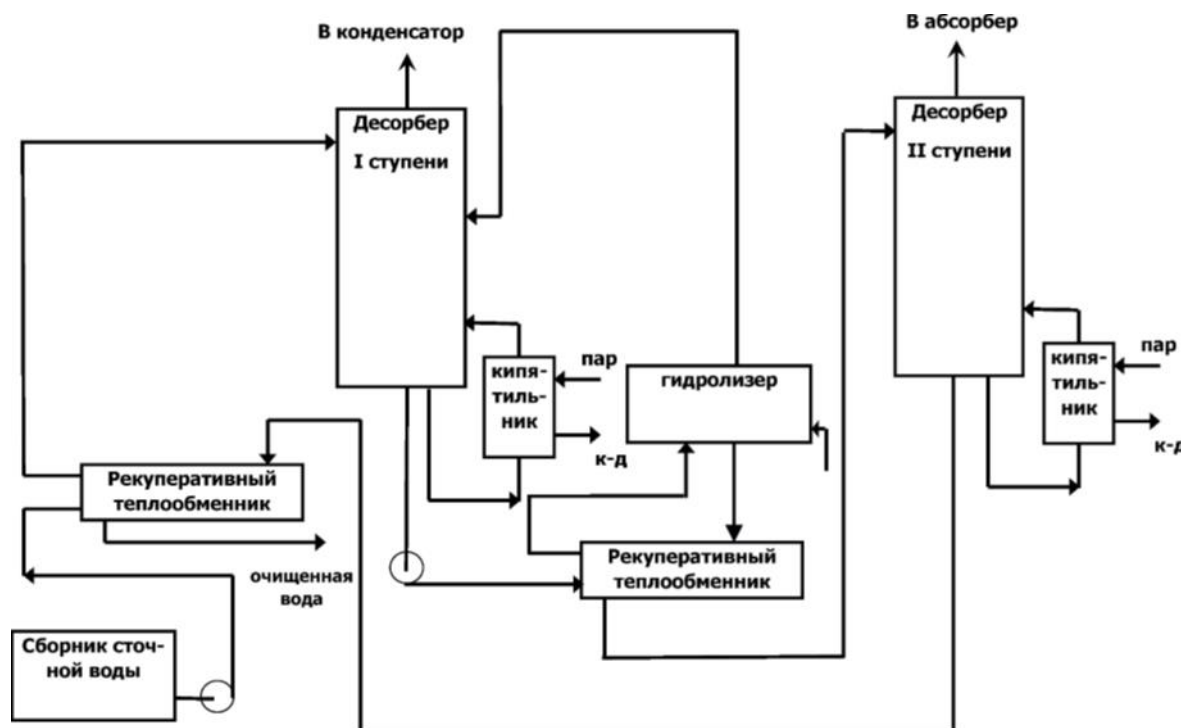 В конденсатор
В абсорбер
Десорбер
I ступени
Десорбер
II ступени
кипя-
тиль-
ник
пар
к-д
гидролизер
кипя-
тиль-
ник
пар
к-д
Рекуперативный
теплообменник
Рекуперативный
теплообменник
очищенная
вода
Сборник сточ-
ной воды